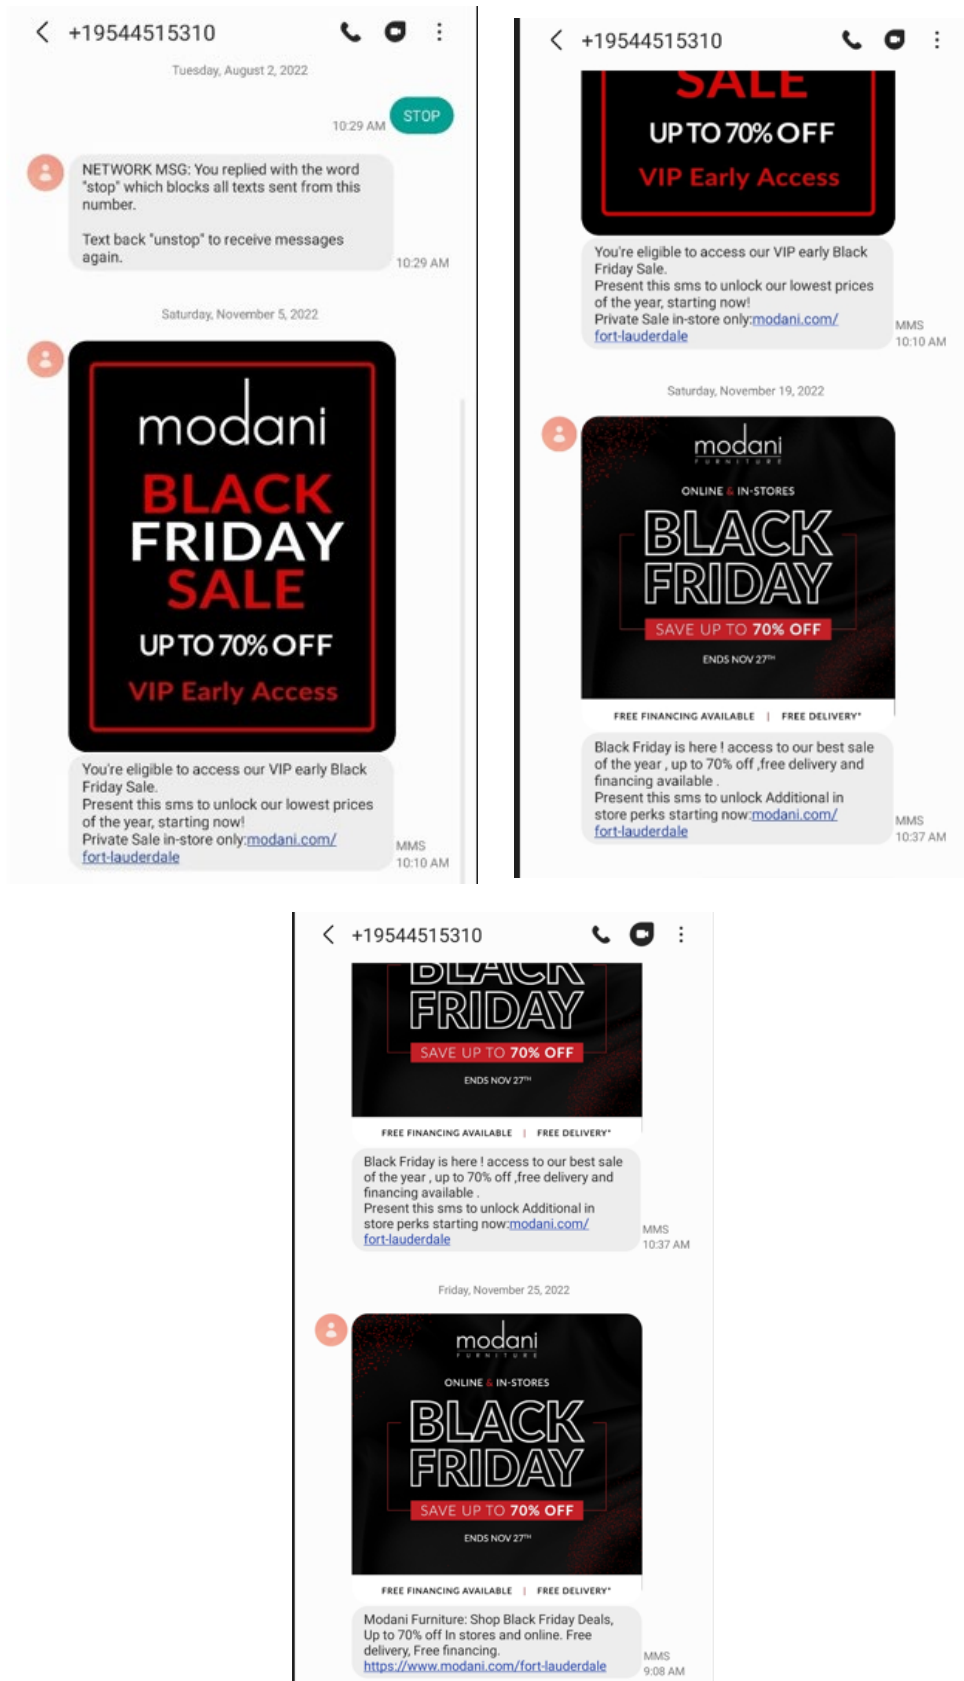 +19544515310
Tuesday, August 2, 2022
STOP
10:29 AM
NETWORK MSG: You replied with the word
"stop" which blocks all texts sent from this
number.
Text back "unstop" to receive messages
again.
10:29 AM
Saturday, November 5, 2022
modani
BLACK
FRIDAY
SALE
UP TO 70% OFF
VIP Early Access
You're eligible to access our VIP early Black
Friday Sale.
Present this sms to unlock our lowest prices
of the year, starting now!
Private Sale in-store only:modani.com/
fort-lauderdale
MMS
10:10 AM
+19544515310
SALE
UP TO 70% OFF
VIP Early Access
You're eligible to access our VIP early Black
Friday Sale.
Present this sms to unlock our lowest prices
of the year, starting now!
Private Sale in-store only:modani.com/
fort-lauderdale
MMS
10:10 AM
Saturday, November 19, 2022
modani
FURNITURE
ONLINE & IN-STORES
BLACK
FRIDAY
SAVE UP TO 70% OFF
ENDS NOV 27TH
FREE FINANCING AVAILABLE | FREE DELIVERY*
Black Friday is here ! access to our best sale
of the year , up to 70% off ,free delivery and
financing available .
Present this sms to unlock Additional in
store perks starting now:modani.com/
fort-lauderdale
MMS
10:37 AM
+19544515310
BLACK
FRIDAY
SAVE UP TO 70% OFF
ENDS NOV 27TH
FREE FINANCING AVAILABLE | FREE DELIVERY*
Black Friday is here ! access to our best sale
of the year , up to 70% off ,free delivery and
financing available .
Present this sms to unlock Additional in
store perks starting now:modani.com/
fort-lauderdale
MMS
10:37 AM
Friday, November 25, 2022
modani
FURNITURE
ONLINE & IN-STORES
BLACK
FRIDAY
SAVE UP TO 70% OFF
ENDS NOV 27TH
FREE FINANCING AVAILABLE | FREE DELIVERY*
Modani Furniture: Shop Black Friday Deals,
Up to 70% off In stores and online. Free
delivery, Free financing.
https://www.modani.com/fort-lauderdale
MMS
9:08 AM